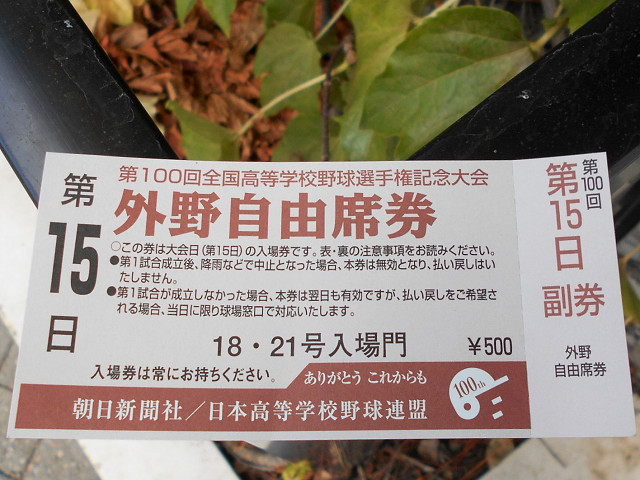 第
15
日
第100回全国高等学校野球選手権記念大会
外野自由席券
○この券は大会日(第15日)の入場券です。表・裏の注意事項をお読みください。
●第1試合成立後、降雨などで中止となった場合、本券は無効となり、払い戻しはい
たしません。
●第1試合が成立しなかった場合、本券は翌日も有効ですが、払い戻しをご希望さ
れる場合、当日に限り球場窓口で対応いたします。
18・21号入場門
¥500
入場券は常にお持ちください。
ありがとう これからも
100th
朝日新聞社/日本高等学校野球連盟
第100回
第15日
副券
外野
自由席券